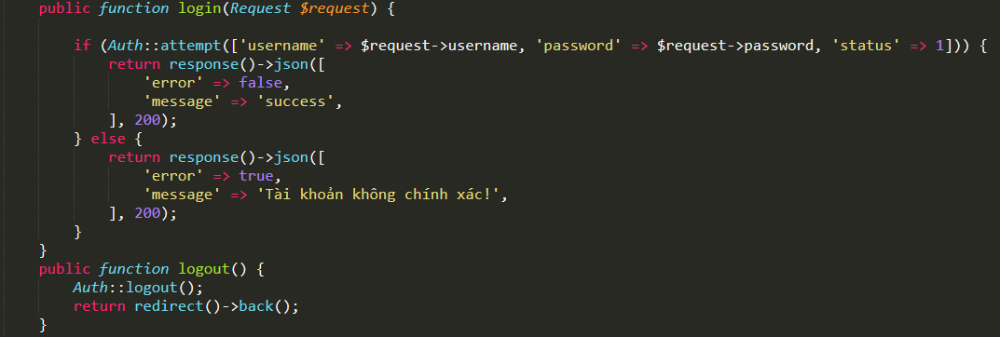 public function login(Request $request) {
if (Auth::attempt(['username' => $request->username, 'password' => $request->password, 'status' => 1])) {
return response()->json([
'error' => false,
'message' => 'success',
], 200);
} else {
return response()->json([
'error' => true,
'message' => 'Tài khoản không chính xác!',
], 200);
}
}
public function logout() {
Auth::logout();
return redirect()->back();
}